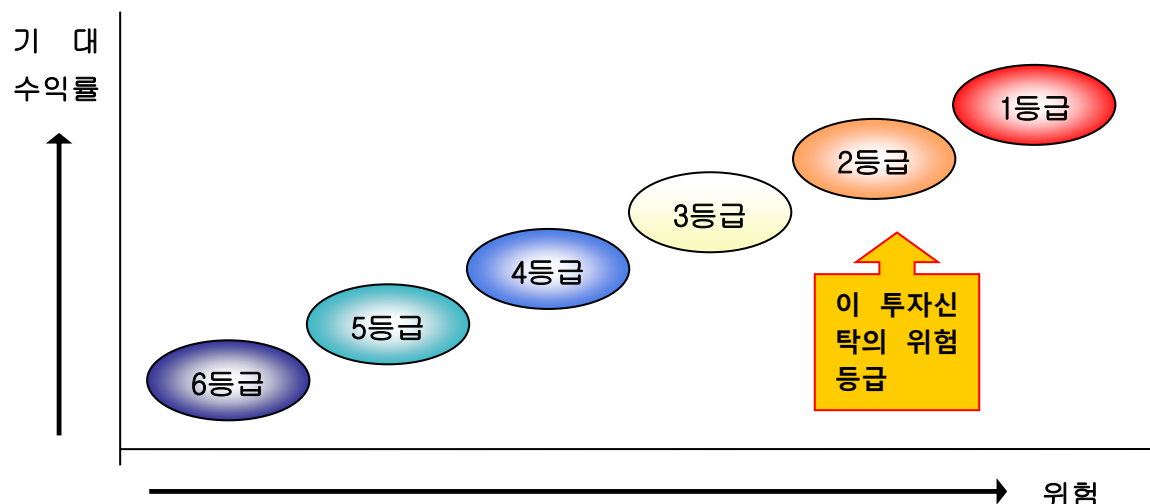 기 대
수익률
1등급
2등급
3등급
4등급
5등급
6등급
이 투자신
탁의 위험
등급
위험